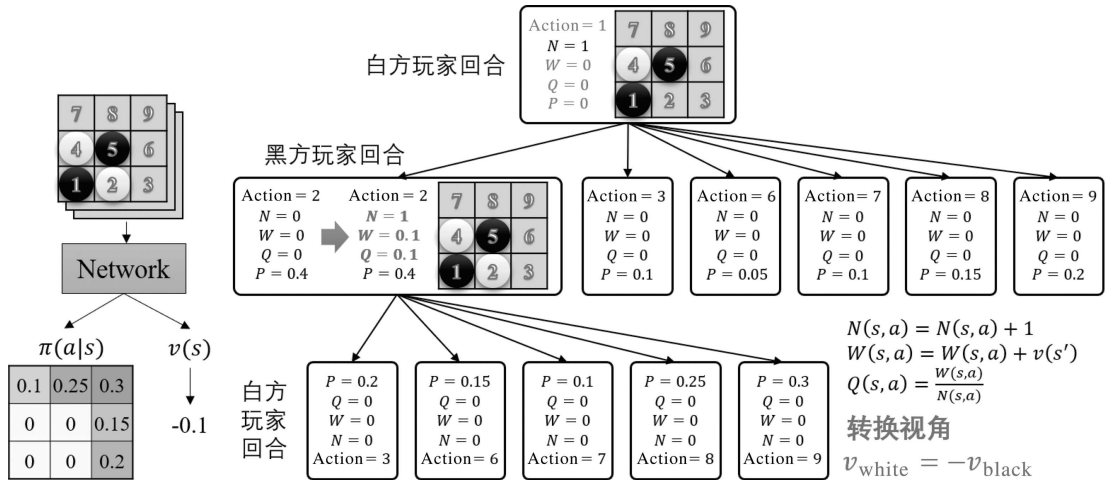 Action = 1
N = 1
W = 0
Q = 0
P = 0
7 8 9
4 5 6
1 2 3
白方玩家回合
7 8 9
4 5 6
1 2 3
Network
π(a|s)
v(s)
0.1 0.25 0.3
0 0 0.15
0 0 0.2
-0.1
黑方玩家回合
Action = 2
N = 0
W = 0
Q = 0
P = 0.4
Action = 2
N = 1
W = 0.1
Q = 0.1
P = 0.4
7 8 9
4 5 6
1 2 3
Action = 3
N = 0
W = 0
Q = 0
P = 0.1
Action = 6
N = 0
W = 0
Q = 0
P = 0.05
Action = 7
N = 0
W = 0
Q = 0
P = 0.1
Action = 8
N = 0
W = 0
Q = 0
P = 0.15
Action = 9
N = 0
W = 0
Q = 0
P = 0.2
白方
玩家
回合
P = 0.2
Q = 0
W = 0
N = 0
Action = 3
P = 0.15
Q = 0
W = 0
N = 0
Action = 6
P = 0.1
Q = 0
W = 0
N = 0
Action = 7
P = 0.25
Q = 0
W = 0
N = 0
Action = 8
P = 0.3
Q = 0
W = 0
N = 0
Action = 9
N(s,a) = N(s,a) + 1
W(s,a) = W(s,a) + v(s′)
Q(s,a) = W(s,a)/N(s,a)
转换视角
v_white = −v_black